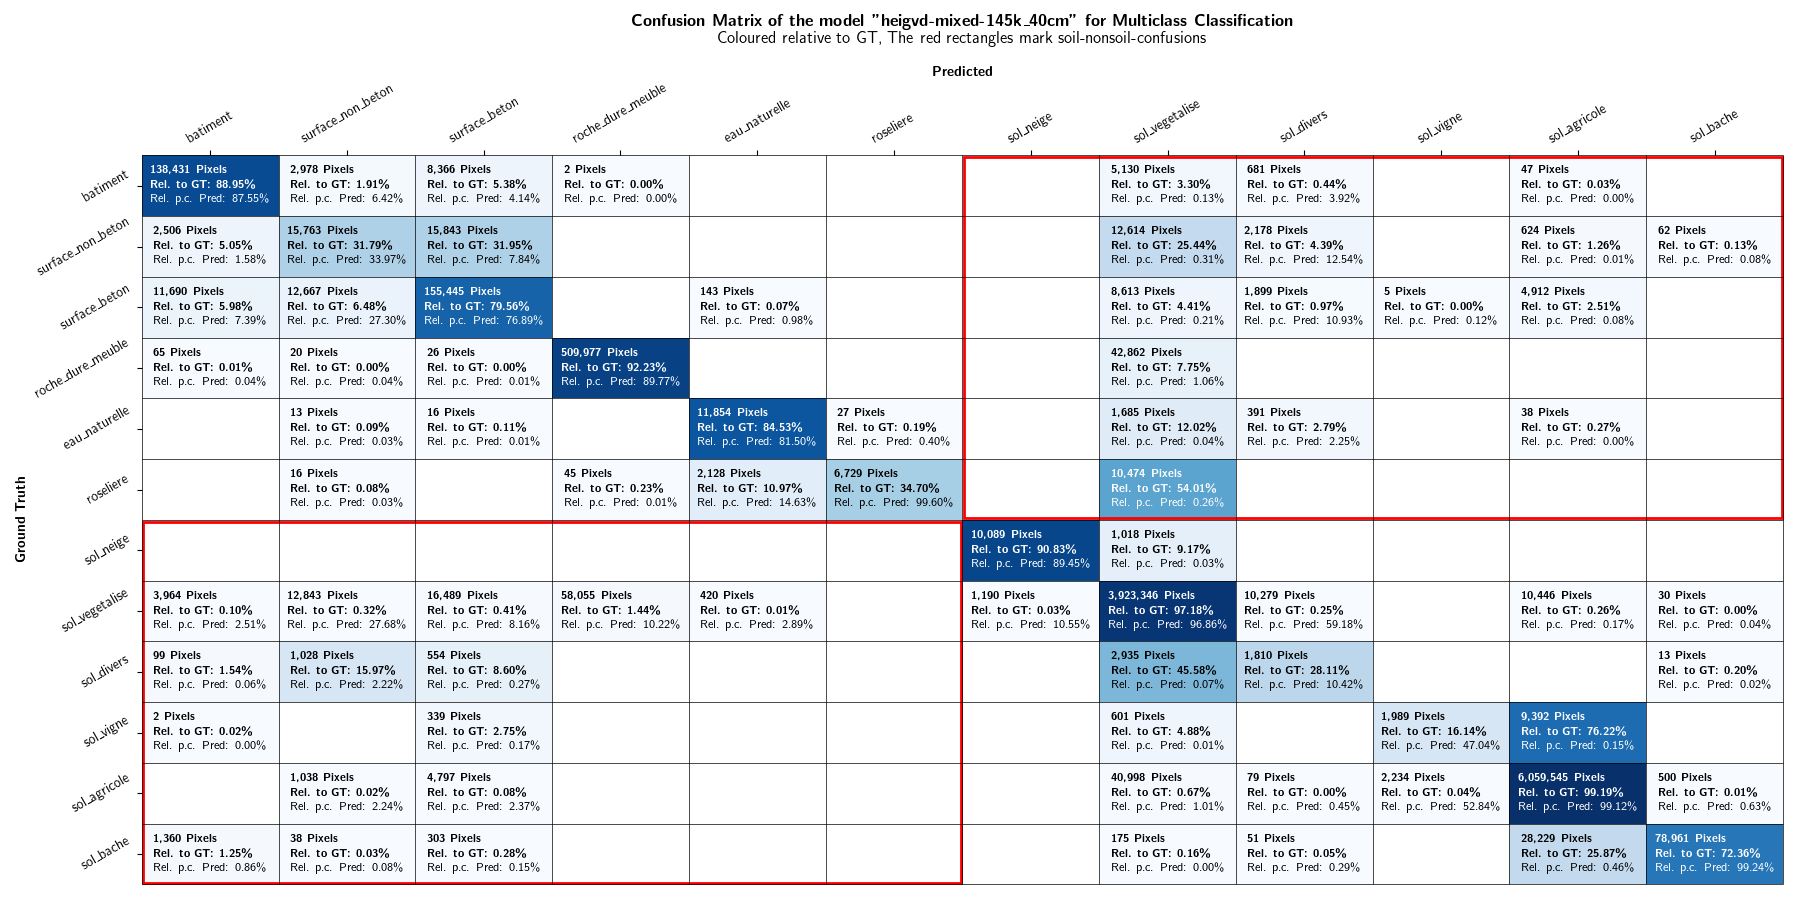 Confusion Matrix of the model "heigvd-mixed-145k_40cm" for Multiclass Classification
Coloured relative to GT, The red rectangles mark soil-nonsoil-confusions
Predicted
batiment surface_non_beton surface_beton roche_dure_meuble eau_naturelle roseliere sol_neige sol_vegetalise sol_divers sol_vigne sol_agricole sol_bache
Ground Truth
batiment
138,431 Pixels 2,978 Pixels 8,366 Pixels 2 Pixels 5,130 Pixels 681 Pixels 47 Pixels
Rel. to GT: 88.95% Rel. to GT: 1.91% Rel. to GT: 5.38% Rel. to GT: 0.00% Rel. to GT: 3.30% Rel. to GT: 0.44% Rel. to GT: 0.03%
Rel. p.c. Pred: 87.55% Rel. p.c. Pred: 6.42% Rel. p.c. Pred: 4.14% Rel. p.c. Pred: 0.00% Rel. p.c. Pred: 0.13% Rel. p.c. Pred: 3.92% Rel. p.c. Pred: 0.00%
surface_non_beton
2,506 Pixels 15,763 Pixels 15,843 Pixels 12,614 Pixels 2,178 Pixels 624 Pixels 62 Pixels
Rel. to GT: 5.05% Rel. to GT: 31.79% Rel. to GT: 31.95% Rel. to GT: 25.44% Rel. to GT: 4.39% Rel. to GT: 1.26% Rel. to GT: 0.13%
Rel. p.c. Pred: 1.58% Rel. p.c. Pred: 33.97% Rel. p.c. Pred: 7.84% Rel. p.c. Pred: 0.31% Rel. p.c. Pred: 12.54% Rel. p.c. Pred: 0.01% Rel. p.c. Pred: 0.08%
surface_beton
11,690 Pixels 12,667 Pixels 155,445 Pixels 143 Pixels 8,613 Pixels 1,899 Pixels 5 Pixels 4,912 Pixels
Rel. to GT: 5.98% Rel. to GT: 6.48% Rel. to GT: 79.56% Rel. to GT: 0.07% Rel. to GT: 4.41% Rel. to GT: 0.97% Rel. to GT: 0.00% Rel. to GT: 2.51%
Rel. p.c. Pred: 7.39% Rel. p.c. Pred: 27.30% Rel. p.c. Pred: 76.89% Rel. p.c. Pred: 0.98% Rel. p.c. Pred: 0.21% Rel. p.c. Pred: 10.93% Rel. p.c. Pred: 0.12% Rel. p.c. Pred: 0.08%
roche_dure_meuble
65 Pixels 20 Pixels 26 Pixels 509,977 Pixels 42,862 Pixels
Rel. to GT: 0.01% Rel. to GT: 0.00% Rel. to GT: 0.00% Rel. to GT: 92.23% Rel. to GT: 7.75%
Rel. p.c. Pred: 0.04% Rel. p.c. Pred: 0.04% Rel. p.c. Pred: 0.01% Rel. p.c. Pred: 89.77% Rel. p.c. Pred: 1.06%
eau_naturelle
13 Pixels 16 Pixels 11,854 Pixels 27 Pixels 1,685 Pixels 391 Pixels 38 Pixels
Rel. to GT: 0.09% Rel. to GT: 0.11% Rel. to GT: 84.53% Rel. to GT: 0.19% Rel. to GT: 12.02% Rel. to GT: 2.79% Rel. to GT: 0.27%
Rel. p.c. Pred: 0.03% Rel. p.c. Pred: 0.01% Rel. p.c. Pred: 81.50% Rel. p.c. Pred: 0.40% Rel. p.c. Pred: 0.04% Rel. p.c. Pred: 2.25% Rel. p.c. Pred: 0.00%
roseliere
16 Pixels 45 Pixels 2,128 Pixels 6,729 Pixels 10,474 Pixels
Rel. to GT: 0.08% Rel. to GT: 0.23% Rel. to GT: 10.97% Rel. to GT: 34.70% Rel. to GT: 54.01%
Rel. p.c. Pred: 0.03% Rel. p.c. Pred: 0.01% Rel. p.c. Pred: 14.63% Rel. p.c. Pred: 99.60% Rel. p.c. Pred: 0.26%
sol_neige
10,089 Pixels 1,018 Pixels
Rel. to GT: 90.83% Rel. to GT: 9.17%
Rel. p.c. Pred: 89.45% Rel. p.c. Pred: 0.03%
sol_vegetalise
3,964 Pixels 12,843 Pixels 16,489 Pixels 58,055 Pixels 420 Pixels 1,190 Pixels 3,923,346 Pixels 10,279 Pixels 10,446 Pixels 30 Pixels
Rel. to GT: 0.10% Rel. to GT: 0.32% Rel. to GT: 0.41% Rel. to GT: 1.44% Rel. to GT: 0.01% Rel. to GT: 0.03% Rel. to GT: 97.18% Rel. to GT: 0.25% Rel. to GT: 0.26% Rel. to GT: 0.00%
Rel. p.c. Pred: 2.51% Rel. p.c. Pred: 27.68% Rel. p.c. Pred: 8.16% Rel. p.c. Pred: 10.22% Rel. p.c. Pred: 2.89% Rel. p.c. Pred: 10.55% Rel. p.c. Pred: 96.86% Rel. p.c. Pred: 59.18% Rel. p.c. Pred: 0.17% Rel. p.c. Pred: 0.04%
sol_divers
99 Pixels 1,028 Pixels 554 Pixels 2,935 Pixels 1,810 Pixels 13 Pixels
Rel. to GT: 1.54% Rel. to GT: 15.97% Rel. to GT: 8.60% Rel. to GT: 45.58% Rel. to GT: 28.11% Rel. to GT: 0.20%
Rel. p.c. Pred: 0.06% Rel. p.c. Pred: 2.22% Rel. p.c. Pred: 0.27% Rel. p.c. Pred: 0.07% Rel. p.c. Pred: 10.42% Rel. p.c. Pred: 0.02%
sol_vigne
2 Pixels 339 Pixels 601 Pixels 1,989 Pixels 9,392 Pixels
Rel. to GT: 0.02% Rel. to GT: 2.75% Rel. to GT: 4.88% Rel. to GT: 16.14% Rel. to GT: 76.22%
Rel. p.c. Pred: 0.00% Rel. p.c. Pred: 0.17% Rel. p.c. Pred: 0.01% Rel. p.c. Pred: 47.04% Rel. p.c. Pred: 0.15%
sol_agricole
1,038 Pixels 4,797 Pixels 40,998 Pixels 79 Pixels 2,234 Pixels 6,059,545 Pixels 500 Pixels
Rel. to GT: 0.02% Rel. to GT: 0.08% Rel. to GT: 0.67% Rel. to GT: 0.00% Rel. to GT: 0.04% Rel. to GT: 99.19% Rel. to GT: 0.01%
Rel. p.c. Pred: 2.24% Rel. p.c. Pred: 2.37% Rel. p.c. Pred: 1.01% Rel. p.c. Pred: 0.45% Rel. p.c. Pred: 52.84% Rel. p.c. Pred: 99.12% Rel. p.c. Pred: 0.63%
sol_bache
1,360 Pixels 38 Pixels 303 Pixels 175 Pixels 51 Pixels 28,229 Pixels 78,961 Pixels
Rel. to GT: 1.25% Rel. to GT: 0.03% Rel. to GT: 0.28% Rel. to GT: 0.16% Rel. to GT: 0.05% Rel. to GT: 25.87% Rel. to GT: 72.36%
Rel. p.c. Pred: 0.86% Rel. p.c. Pred: 0.08% Rel. p.c. Pred: 0.15% Rel. p.c. Pred: 0.00% Rel. p.c. Pred: 0.29% Rel. p.c. Pred: 0.46% Rel. p.c. Pred: 99.24%